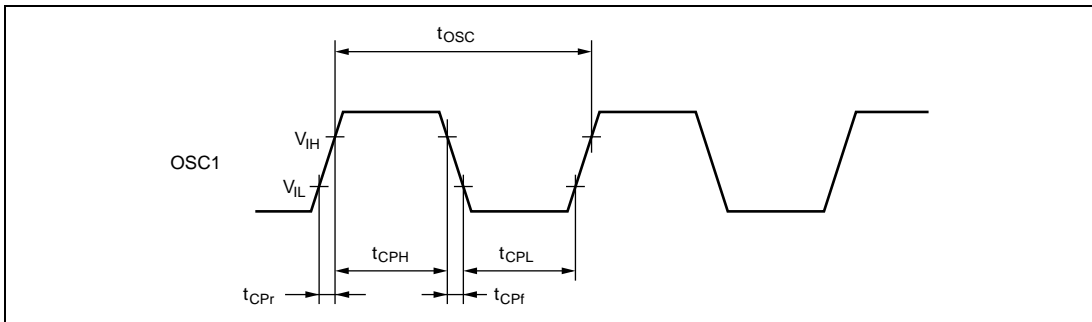 tOSC
VIH
OSC1
VIL
tCPH
tCPL
tCPr
tCPf